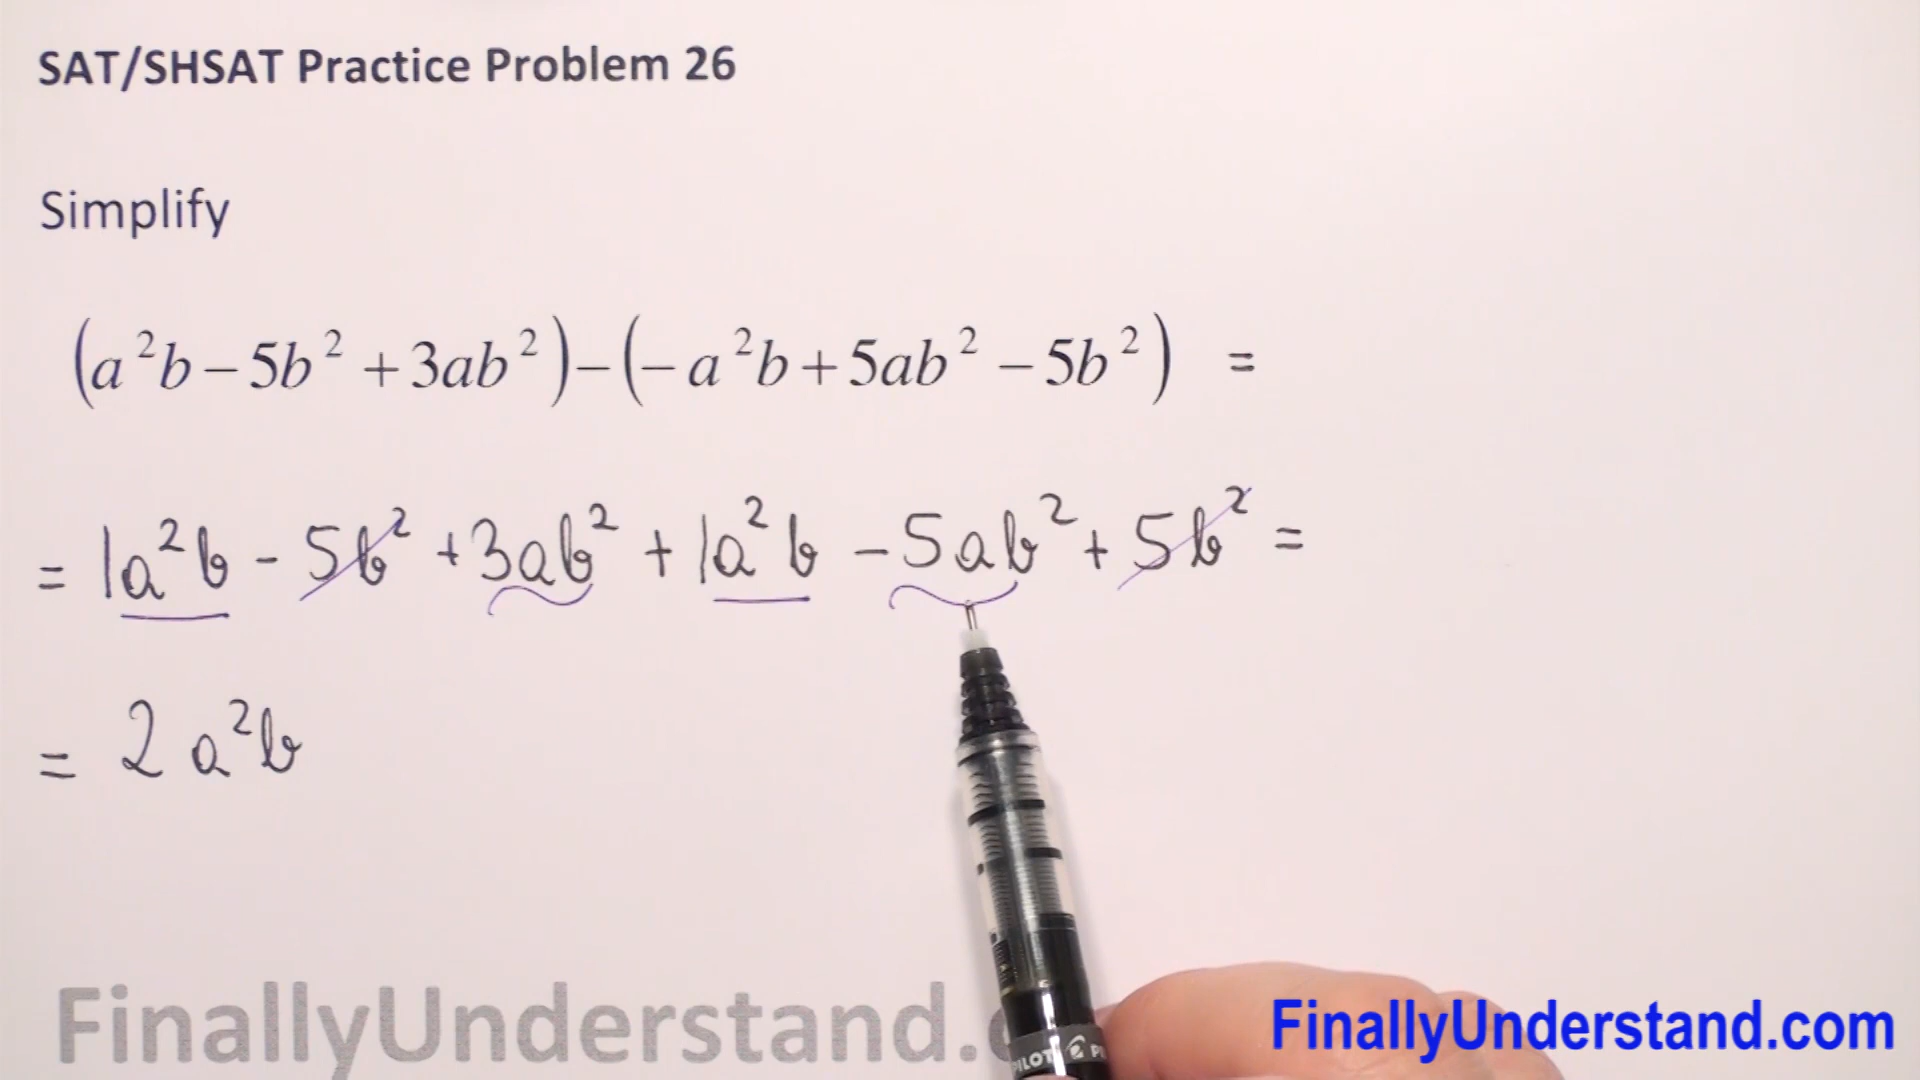 SAT/SHSAT Practice Problem 26
Simplify
(a²b − 5b² + 3ab²) − (−a²b + 5ab² − 5b²) =
= 1a²b - 5b² + 3ab² + 1a²b - 5ab² + 5b² =
= 2a²b
FinallyUnderstand.
PILOT
FinallyUnderstand.com